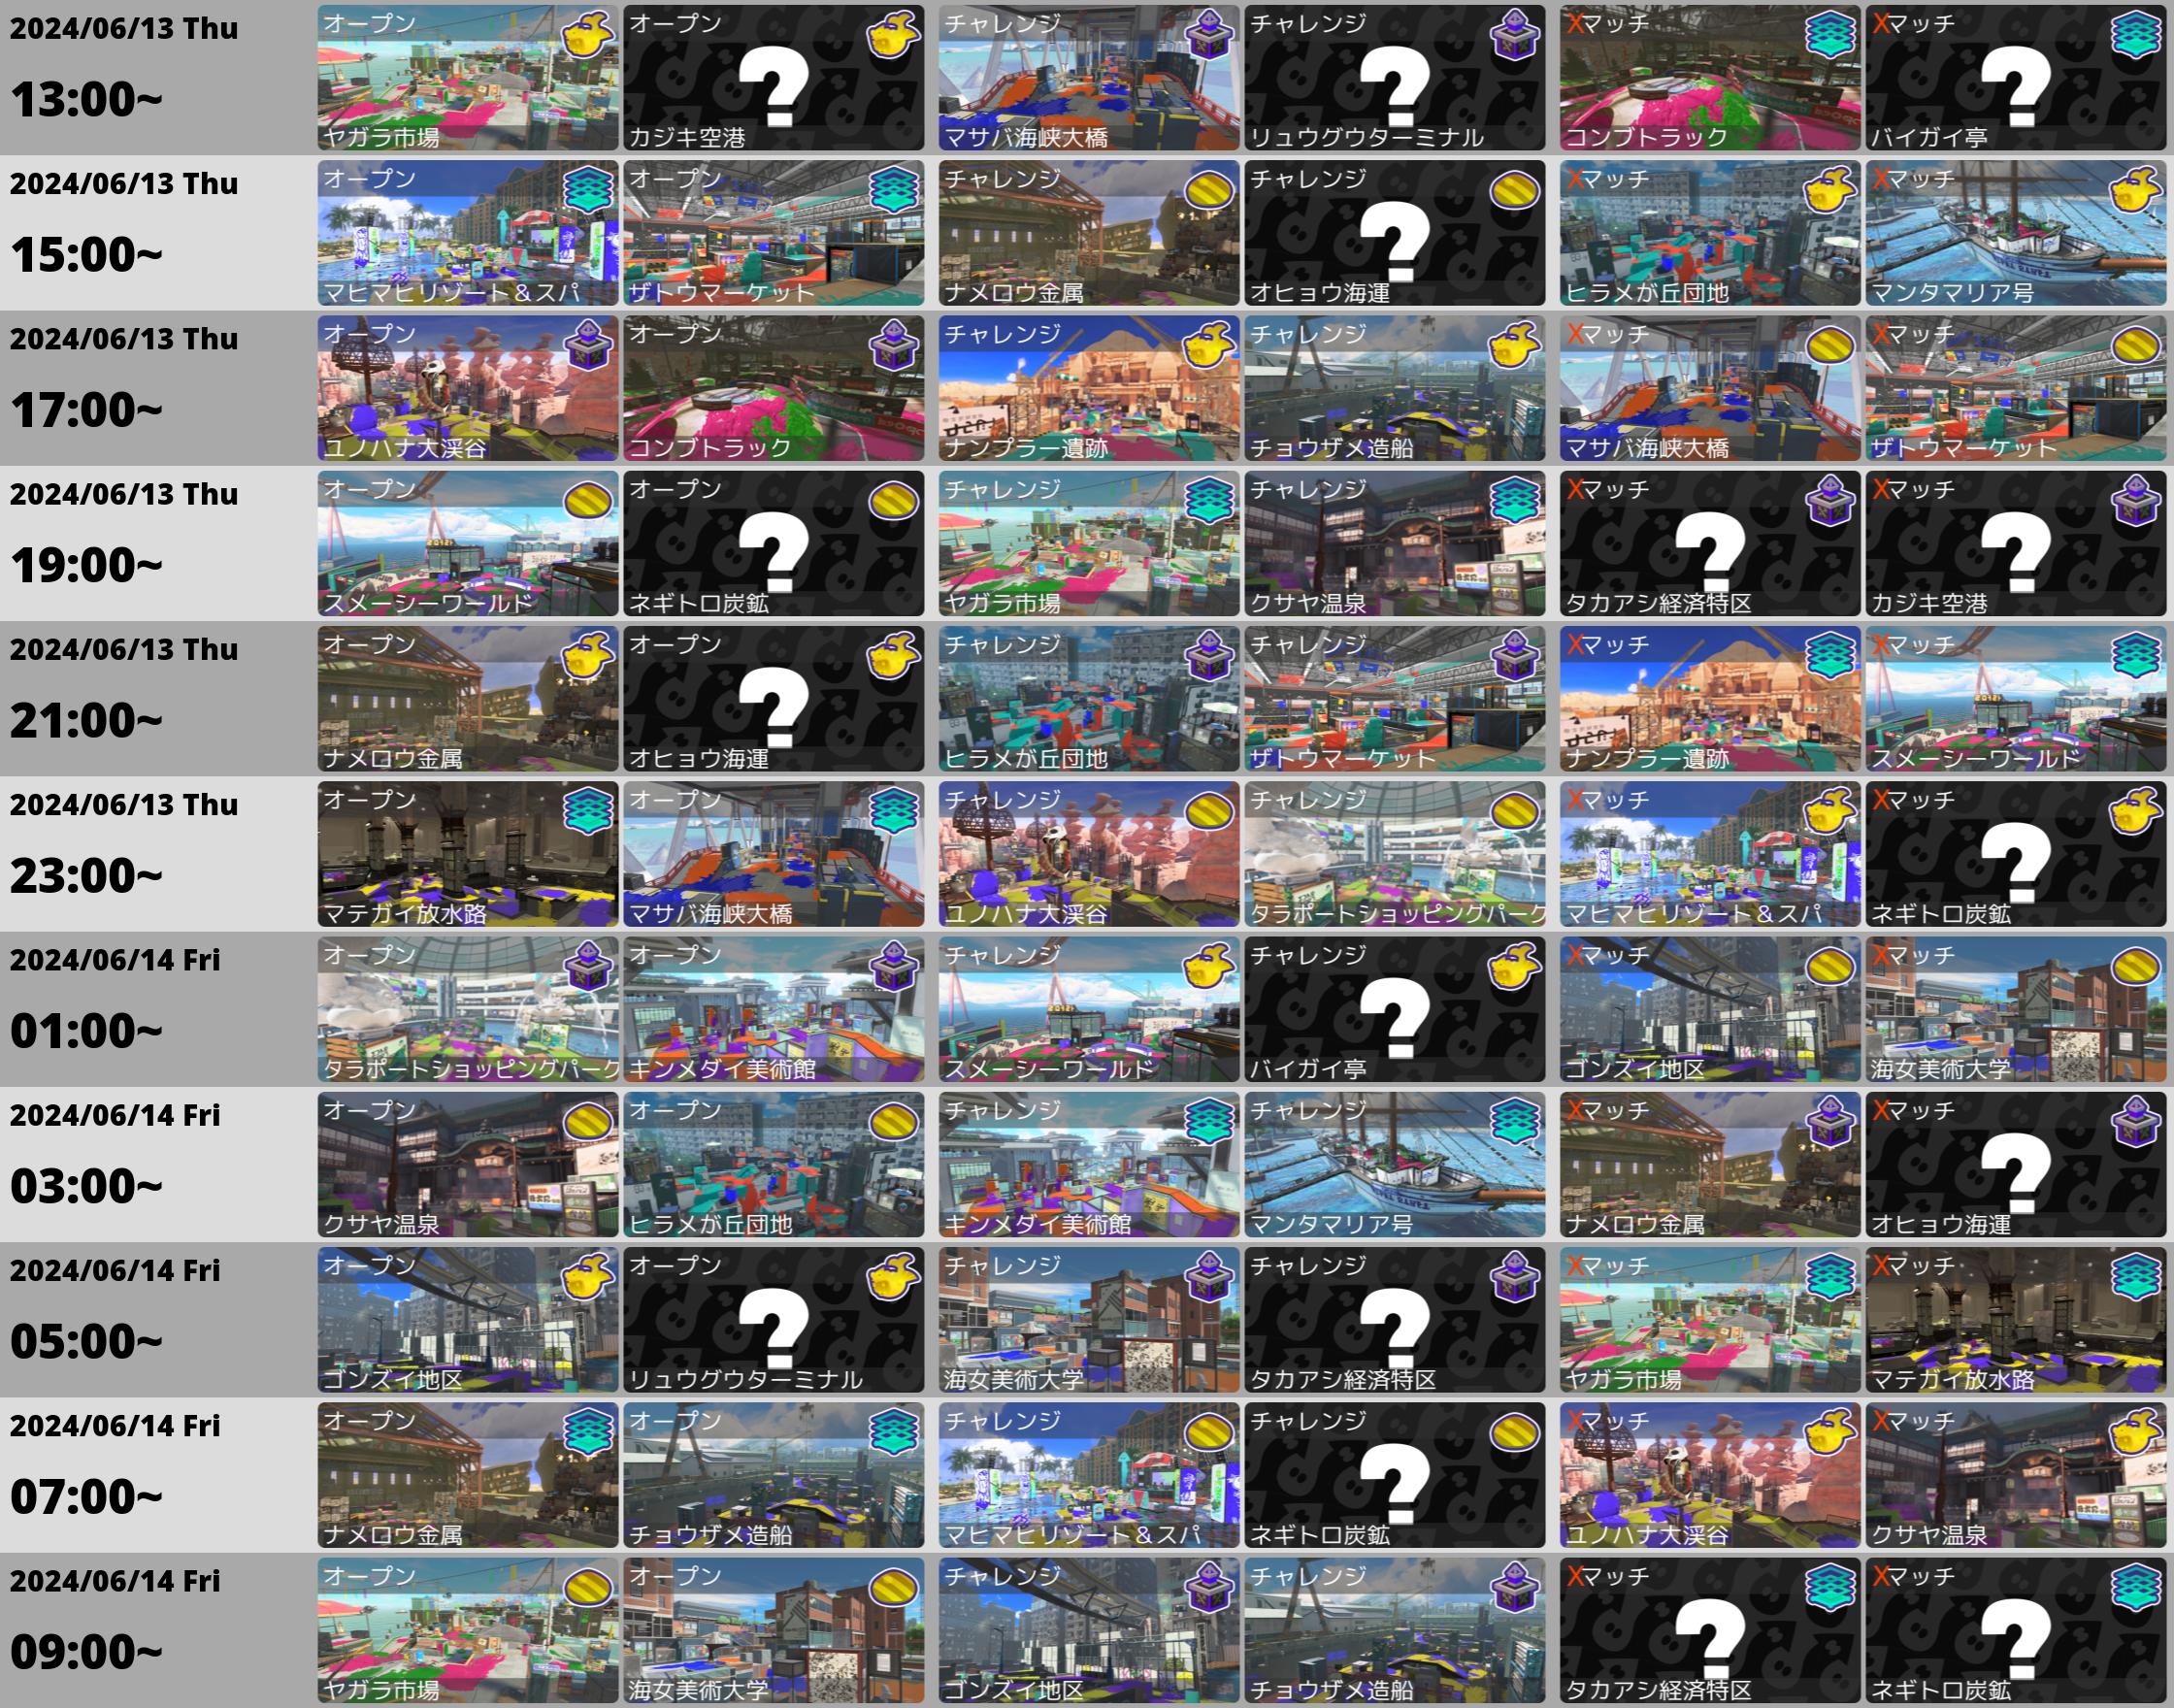 2024/06/13 Thu
13:00~
オープン
ヤガラ市場
オープン
カジキ空港
チャレンジ
マサバ海峡大橋
チャレンジ
リュウグウターミナル
Xマッチ
コンブトラック
Xマッチ
バイガイ亭
2024/06/13 Thu
15:00~
オープン
マヒマヒリゾート&スパ
オープン
ザトウマーケット
チャレンジ
ナメロウ金属
チャレンジ
オヒョウ海運
Xマッチ
ヒラメが丘団地
Xマッチ
マンタマリア号
2024/06/13 Thu
17:00~
オープン
ユノハナ大渓谷
オープン
コンブトラック
チャレンジ
ナンプラー遺跡
チャレンジ
チョウザメ造船
Xマッチ
マサバ海峡大橋
Xマッチ
ザトウマーケット
2024/06/13 Thu
19:00~
オープン
スメーシーワールド
オープン
ネギトロ炭鉱
チャレンジ
ヤガラ市場
チャレンジ
クサヤ温泉
Xマッチ
タカアシ経済特区
Xマッチ
カジキ空港
2024/06/13 Thu
21:00~
オープン
ナメロウ金属
オープン
オヒョウ海運
チャレンジ
ヒラメが丘団地
チャレンジ
ザトウマーケット
Xマッチ
ナンプラー遺跡
Xマッチ
スメーシーワールド
2024/06/13 Thu
23:00~
オープン
マテガイ放水路
オープン
マサバ海峡大橋
チャレンジ
ユノハナ大渓谷
チャレンジ
タラポートショッピングパーク
Xマッチ
マヒマヒリゾート&スパ
Xマッチ
ネギトロ炭鉱
2024/06/14 Fri
01:00~
オープン
タラポートショッピングパーク
オープン
キンメダイ美術館
チャレンジ
スメーシーワールド
チャレンジ
バイガイ亭
Xマッチ
ゴンズイ地区
Xマッチ
海女美術大学
2024/06/14 Fri
03:00~
オープン
クサヤ温泉
オープン
ヒラメが丘団地
チャレンジ
キンメダイ美術館
チャレンジ
マンタマリア号
Xマッチ
ナメロウ金属
Xマッチ
オヒョウ海運
2024/06/14 Fri
05:00~
オープン
ゴンズイ地区
オープン
リュウグウターミナル
チャレンジ
海女美術大学
チャレンジ
タカアシ経済特区
Xマッチ
ヤガラ市場
Xマッチ
マテガイ放水路
2024/06/14 Fri
07:00~
オープン
ナメロウ金属
オープン
チョウザメ造船
チャレンジ
マヒマヒリゾート&スパ
チャレンジ
ネギトロ炭鉱
Xマッチ
ユノハナ大渓谷
Xマッチ
クサヤ温泉
2024/06/14 Fri
09:00~
オープン
ヤガラ市場
オープン
海女美術大学
チャレンジ
ゴンズイ地区
チャレンジ
チョウザメ造船
Xマッチ
タカアシ経済特区
Xマッチ
ネギトロ炭鉱